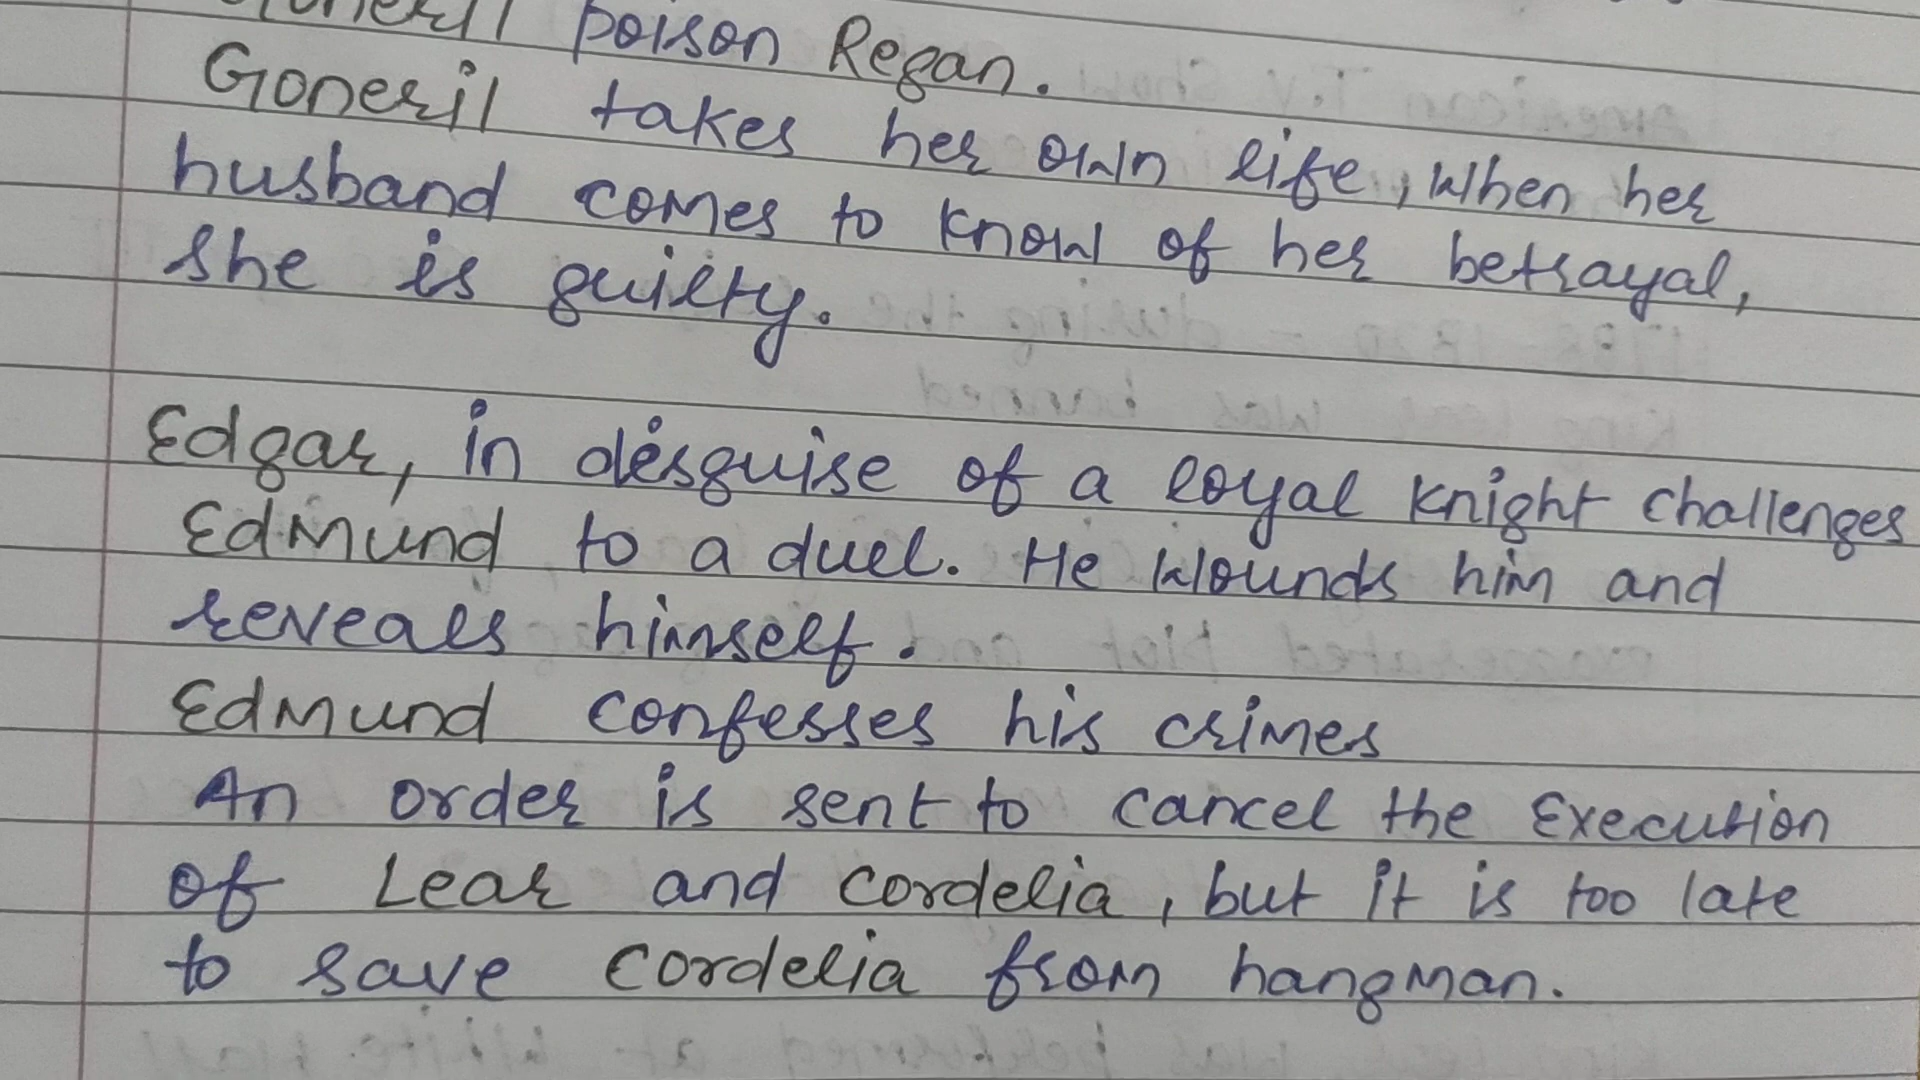 poison Regan.
Goneril takes her own life, when her
husband comes to know of her betrayal,
She is guilty.
Edgar, in disguise of a loyal knight challenges
Edmund to a duel. He wounds him and
reveals himself.
Edmund confesses his crimes
An order is sent to cancel the Execution
of Lear and Cordelia, but it is too late
to save Cordelia from hangman.